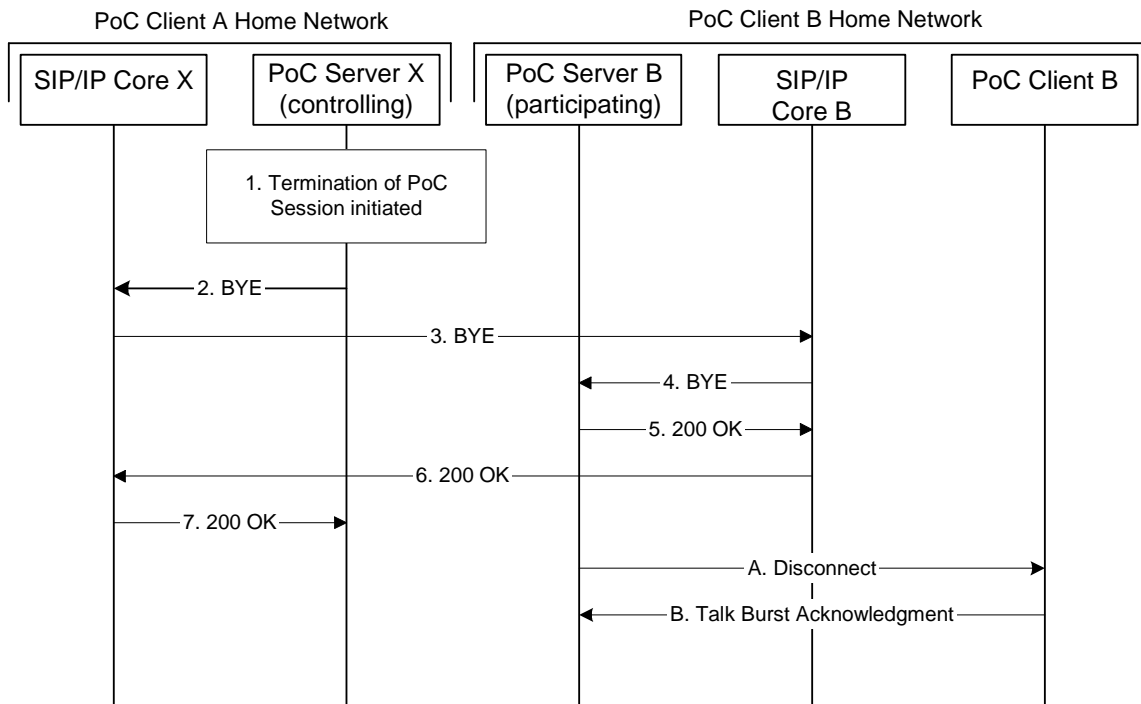 PoC Client A Home Network
PoC Client B Home Network
SIP/IP Core X
PoC Server X
(controlling)
PoC Server B
(participating)
SIP/IP
Core B
PoC Client B
1. Termination of PoC
Session initiated
2. BYE
3. BYE
4. BYE
5. 200 OK
6. 200 OK
7. 200 OK
A. Disconnect
B. Talk Burst Acknowledgment